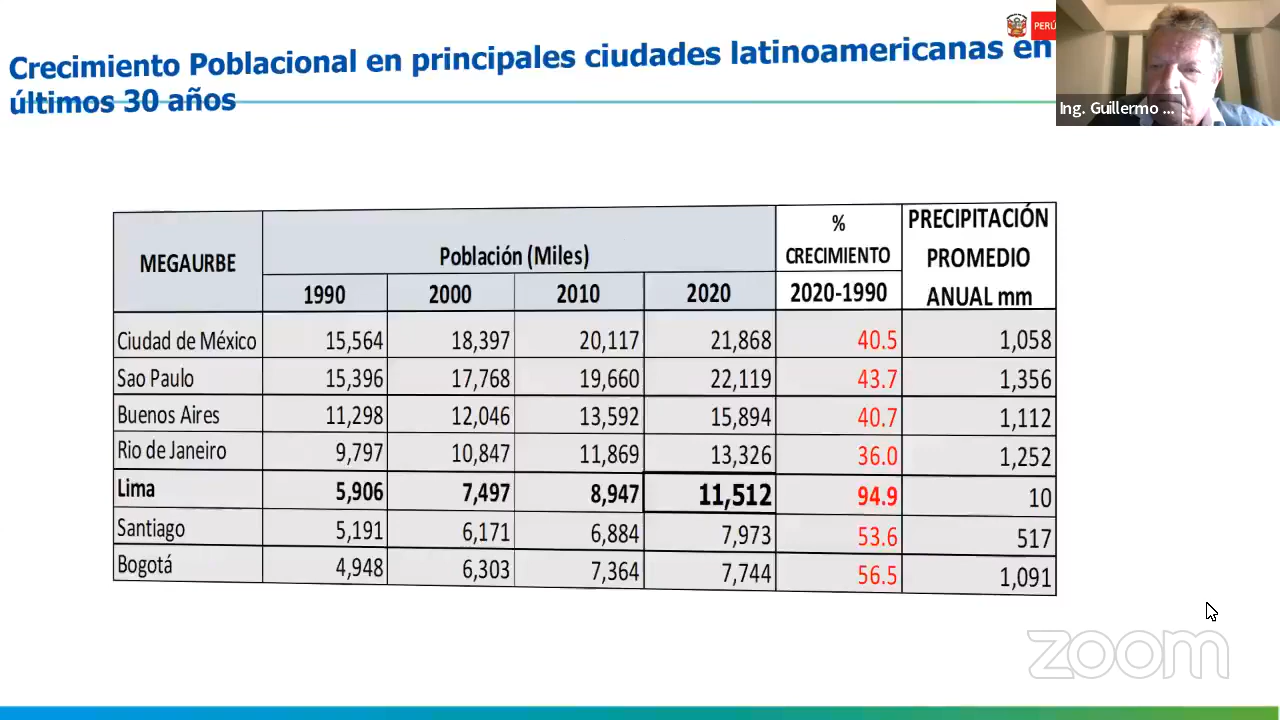 PERÚ
Crecimiento Poblacional en principales ciudades latinoamericanas en
últimos 30 años
Ing. Guillermo ...
MEGAURBE Población (Miles) % CRECIMIENTO PRECIPITACIÓN PROMEDIO ANUAL mm
1990 2000 2010 2020 2020-1990
Ciudad de México 15,564 18,397 20,117 21,868 40.5 1,058
Sao Paulo 15,396 17,768 19,660 22,119 43.7 1,356
Buenos Aires 11,298 12,046 13,592 15,894 40.7 1,112
Rio de Janeiro 9,797 10,847 11,869 13,326 36.0 1,252
Lima 5,906 7,497 8,947 11,512 94.9 10
Santiago 5,191 6,171 6,884 7,973 53.6 517
Bogotá 4,948 6,303 7,364 7,744 56.5 1,091
zoom